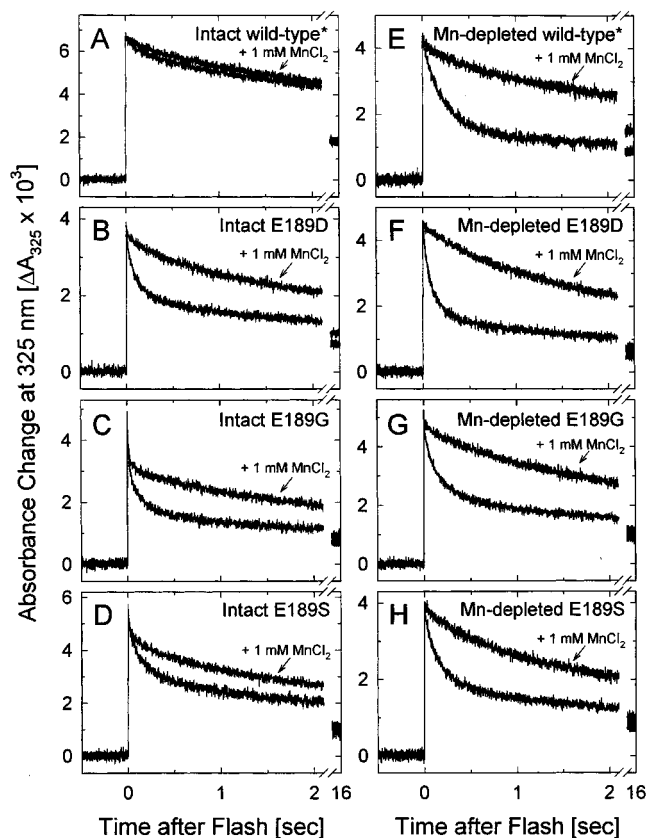 Absorbance Change at 325 nm [ΔA₃₂₅ x 10³]
A
Intact wild-type*
+ 1 mM MnCl₂
6
4
2
0
B
Intact E189D
+ 1 mM MnCl₂
4
2
0
C
Intact E189G
+ 1 mM MnCl₂
4
2
0
D
Intact E189S
+ 1 mM MnCl₂
6
4
2
0
0 1 2 16
Time after Flash [sec]
E
Mn-depleted wild-type*
+ 1 mM MnCl₂
4
2
0
F
Mn-depleted E189D
+ 1 mM MnCl₂
4
2
0
G
Mn-depleted E189G
+ 1 mM MnCl₂
4
2
0
H
Mn-depleted E189S
+ 1 mM MnCl₂
4
2
0
0 1 2 16
Time after Flash [sec]